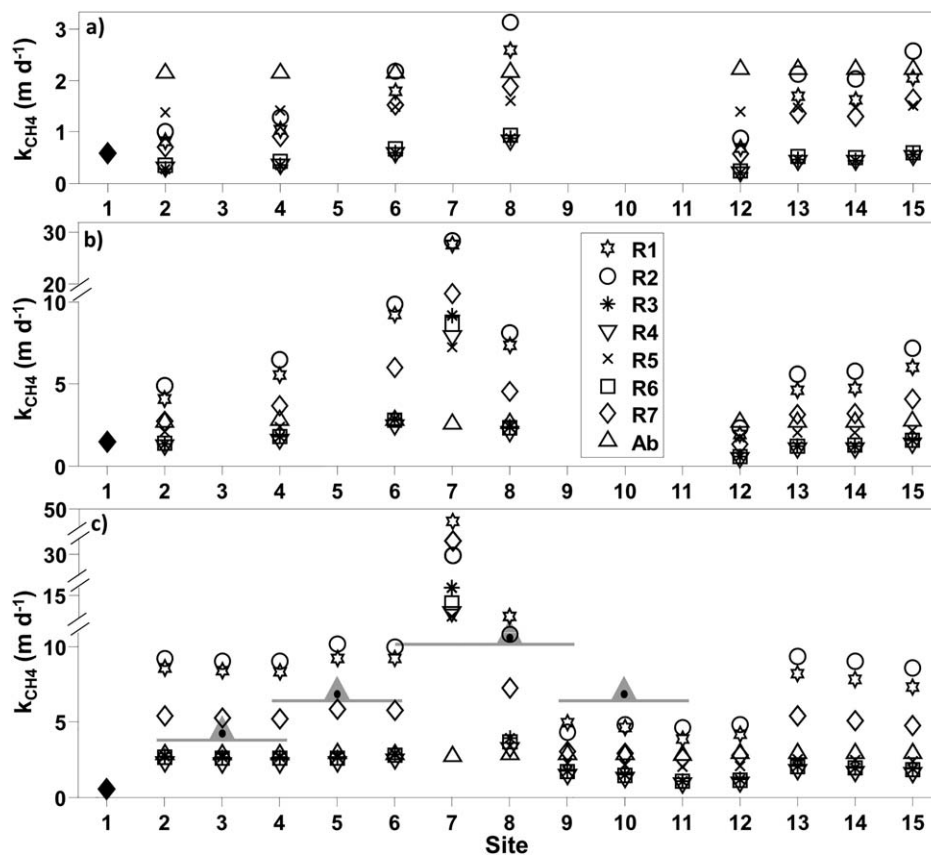 a)
k_CH4 (m d⁻¹)
3
2
1
0
1 2 3 4 5 6 7 8 9 10 11 12 13 14 15
b)
k_CH4 (m d⁻¹)
30
20
10
5
0
R1
R2
R3
R4
R5
R6
R7
Ab
1 2 3 4 5 6 7 8 9 10 11 12 13 14 15
c)
k_CH4 (m d⁻¹)
50
30
15
10
5
0
1 2 3 4 5 6 7 8 9 10 11 12 13 14 15
Site